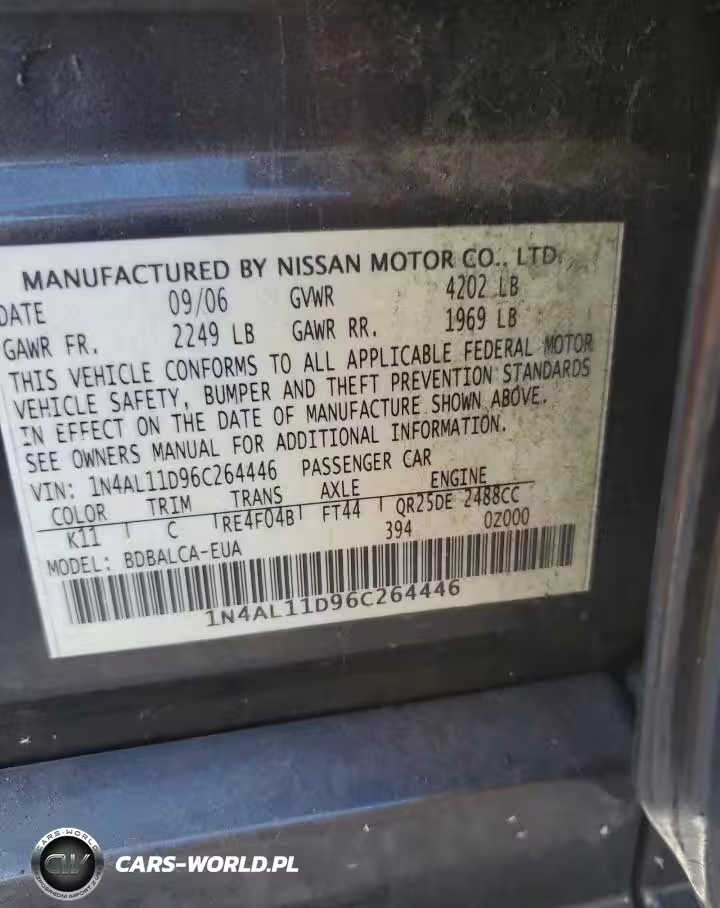 MANUFACTURED BY NISSAN MOTOR CO., LTD.
DATE 09/06 GVWR 4202 LB
GAWR FR. 2249 LB GAWR RR. 1969 LB
THIS VEHICLE CONFORMS TO ALL APPLICABLE FEDERAL MOTOR
VEHICLE SAFETY, BUMPER AND THEFT PREVENTION STANDARDS
IN EFFECT ON THE DATE OF MANUFACTURE SHOWN ABOVE.
SEE OWNERS MANUAL FOR ADDITIONAL INFORMATION.
VIN: 1N4AL11D96C264446 PASSENGER CAR
COLOR TRIM TRANS AXLE ENGINE
K11 C RE4F04B FT44 QR25DE 2488CC
MODEL: BDBALCA-EUA 394 0Z000
1N4AL11D96C264446
CARS-WORLD
CW
CARS-WORLD.PL